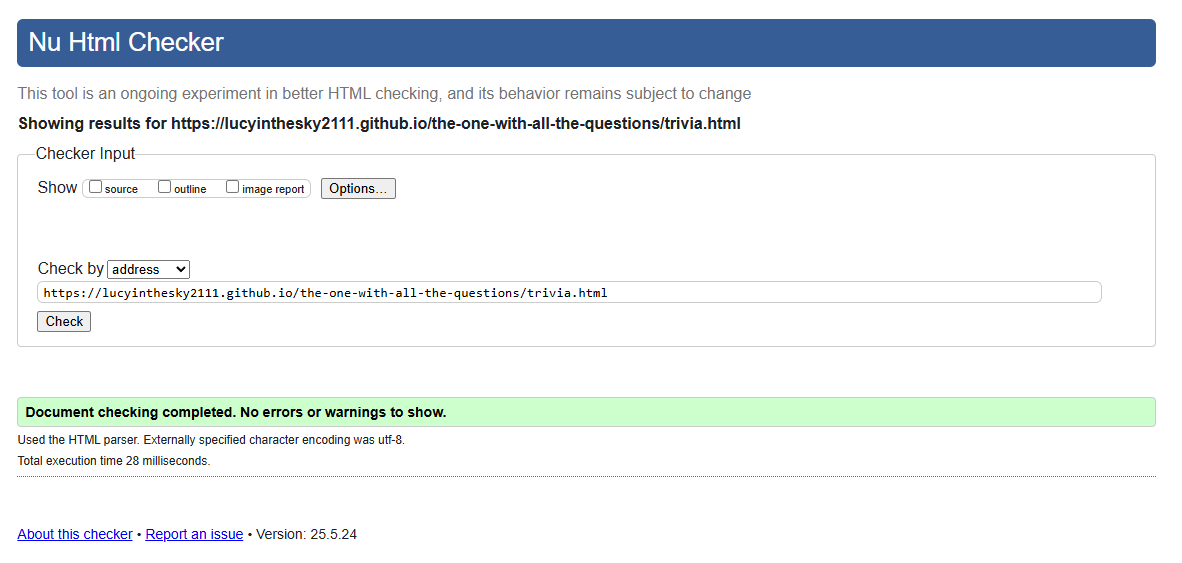 Nu Html Checker
This tool is an ongoing experiment in better HTML checking, and its behavior remains subject to change
Showing results for https://lucyinthesky2111.github.io/the-one-with-all-the-questions/trivia.html
Checker Input
Show source outline image report Options...
Check by address
https://lucyinthesky2111.github.io/the-one-with-all-the-questions/trivia.html
Check
Document checking completed. No errors or warnings to show.
Used the HTML parser. Externally specified character encoding was utf-8.
Total execution time 28 milliseconds.
About this checker • Report an issue • Version: 25.5.24